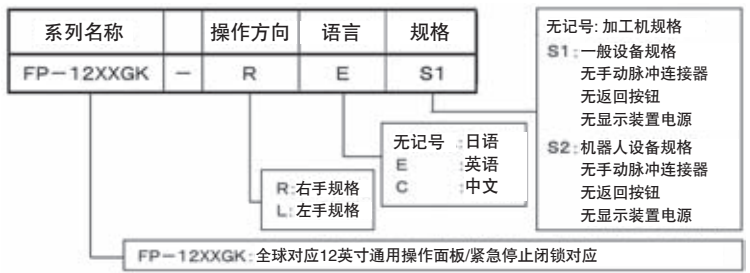 系列名称 操作方向 语言 规格
FP-12XXGK - R E S1
无记号: 加工机规格
S1: 一般设备规格
无手动脉冲连接器
无返回按钮
无显示装置电源
S2: 机器人设备规格
无手动脉冲连接器
无返回按钮
无显示装置电源
无记号 :日语
E :英语
C :中文
R: 右手规格
L: 左手规格
FP-12XXGK: 全球对应12英寸通用操作面板/紧急停止闭锁对应